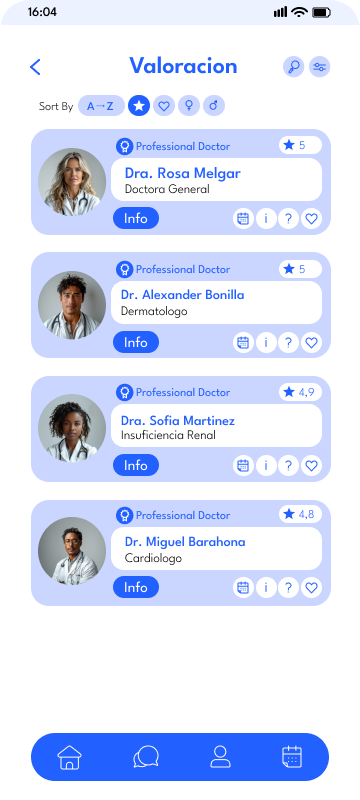 16:04
Valoracion
Sort By A→Z
Professional Doctor 5
Dra. Rosa Melgar
Doctora General
Info i ?
Professional Doctor 5
Dr. Alexander Bonilla
Dermatologo
Info i ?
Professional Doctor 4,9
Dra. Sofia Martinez
Insuficiencia Renal
Info i ?
Professional Doctor 4,8
Dr. Miguel Barahona
Cardiologo
Info i ?